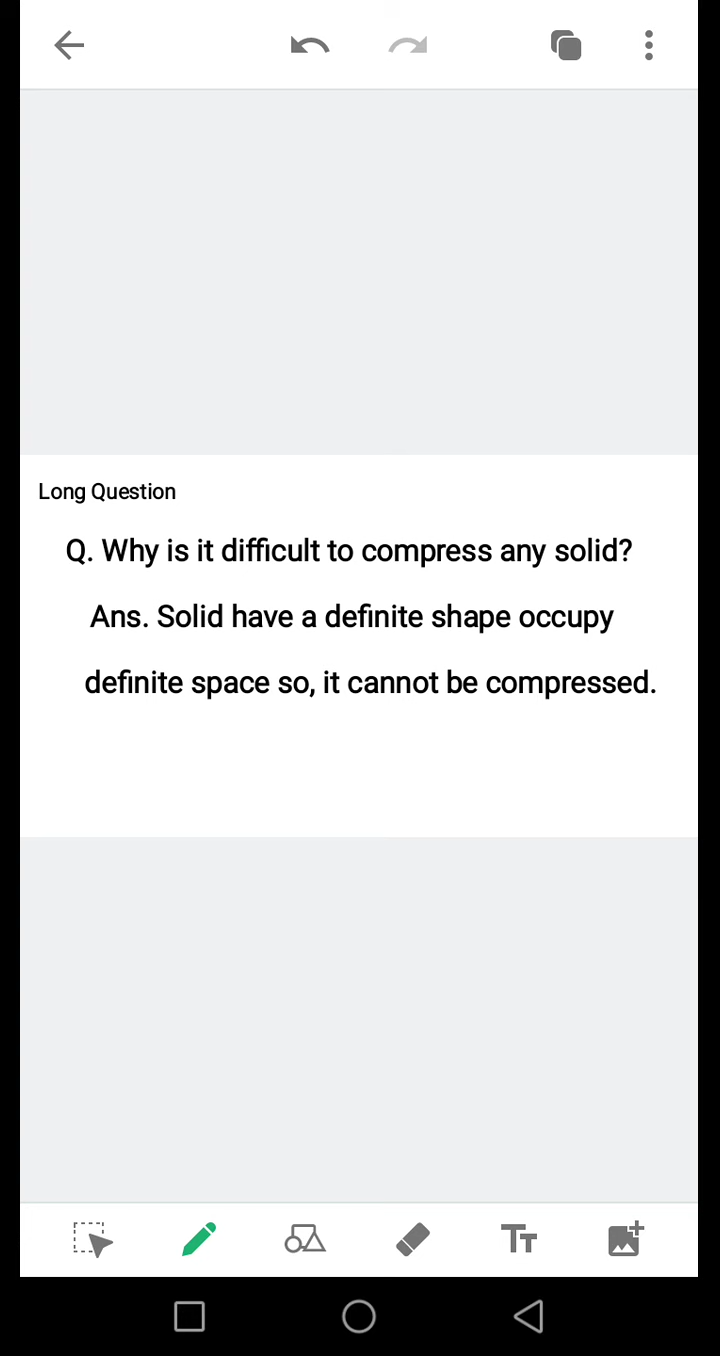 Long Question
Q. Why is it difficult to compress any solid?
Ans. Solid have a definite shape occupy
definite space so, it cannot be compressed.